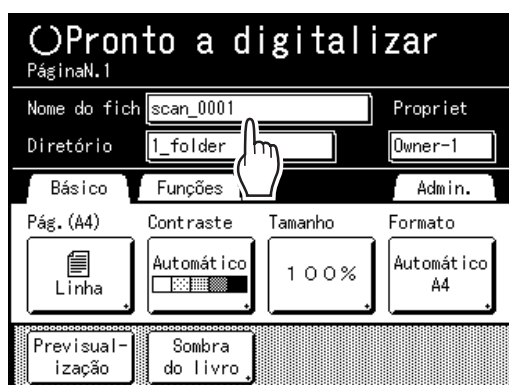 Pronto a digitalizar
PáginaN.1
Nome do fich scan_0001 Propriet
Diretório 1_folder Owner-1
Básico Funções Admin.
Pág.(A4) Contraste Tamanho Formato
Linha Automático 100% Automático A4
Previsual-
ização
Sombra
do livro